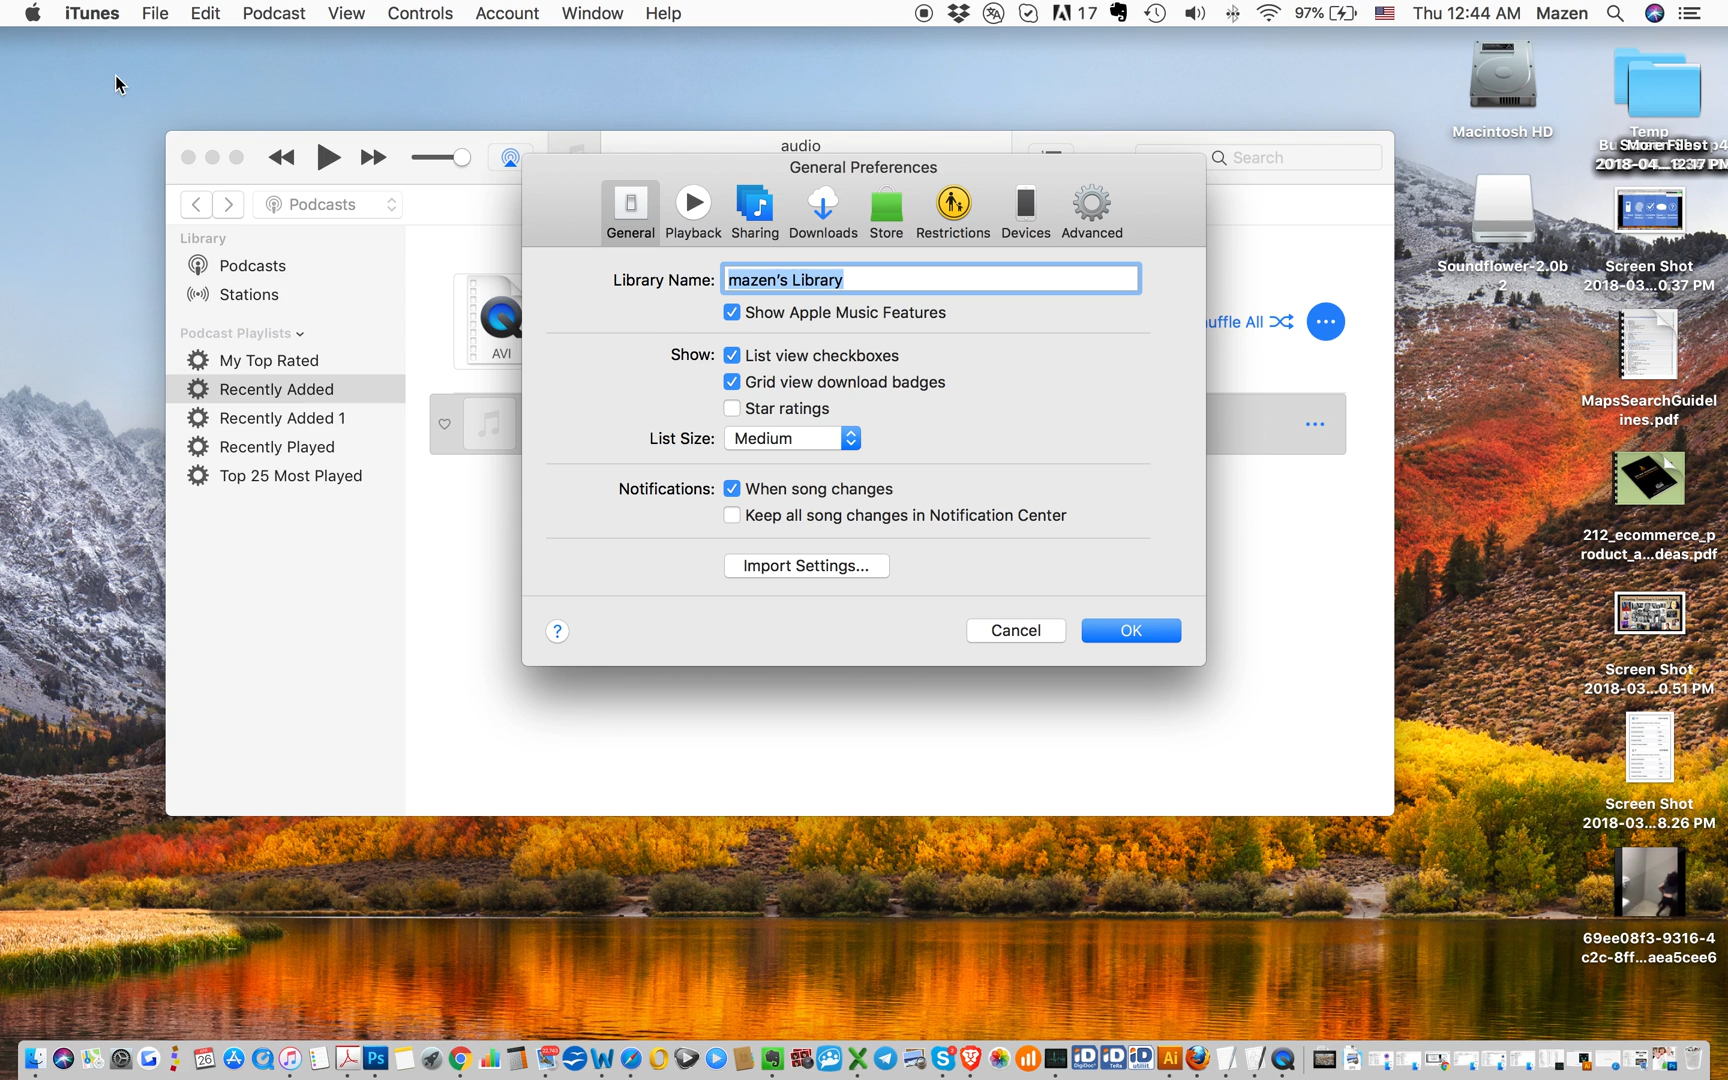 iTunes File Edit Podcast View Controls Account Window Help
17 97% Thu 12:44 AM Mazen
audio
Search
General Preferences
General Playback Sharing Downloads Store Restrictions Devices Advanced
Podcasts
Library
Podcasts
Stations
Podcast Playlists
My Top Rated
Recently Added
Recently Added 1
Recently Played
Top 25 Most Played
AVI
uffle All
Library Name: mazen's Library
Show Apple Music Features
Show: List view checkboxes
Grid view download badges
Star ratings
List Size: Medium
Notifications: When song changes
Keep all song changes in Notification Center
Import Settings...
?
Cancel OK
Macintosh HD
Temp
Soundflower-2.0b
2
Screen Shot
2018-03...0.37 PM
MapsSearchGuidel
ines.pdf
212_ecommerce_p
roduct_a...deas.pdf
Screen Shot
2018-03...0.51 PM
Screen Shot
2018-03...8.26 PM
69ee08f3-9316-4
c2c-8ff...aea5cee6
26
Ps
W
X
S
iD iD iD
Ai